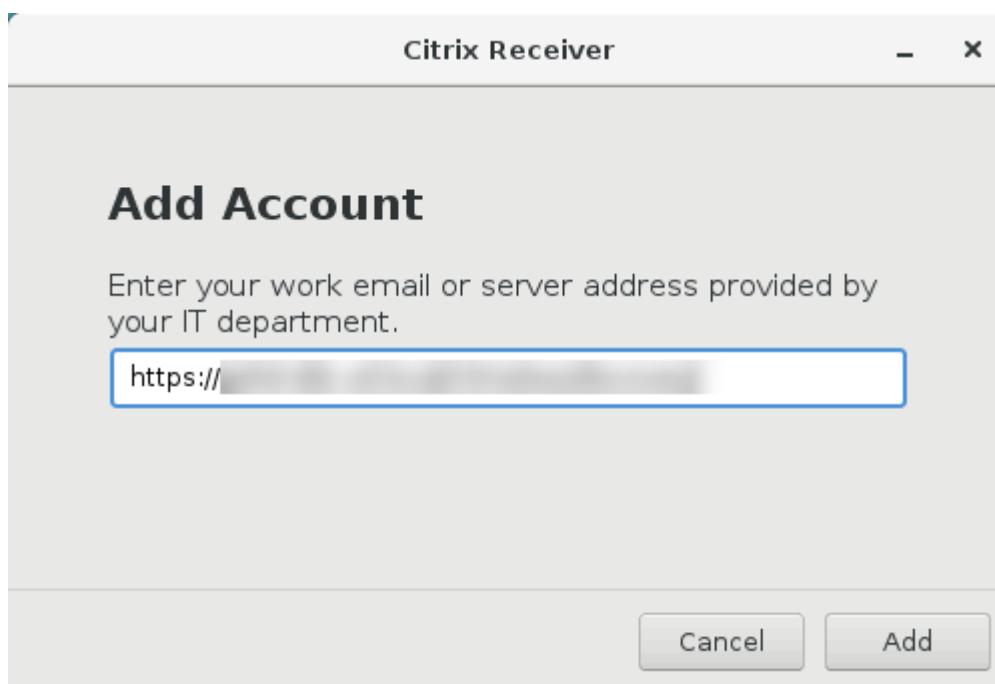 Citrix Receiver
Add Account
Enter your work email or server address provided by
your IT department.
https://
Cancel
Add